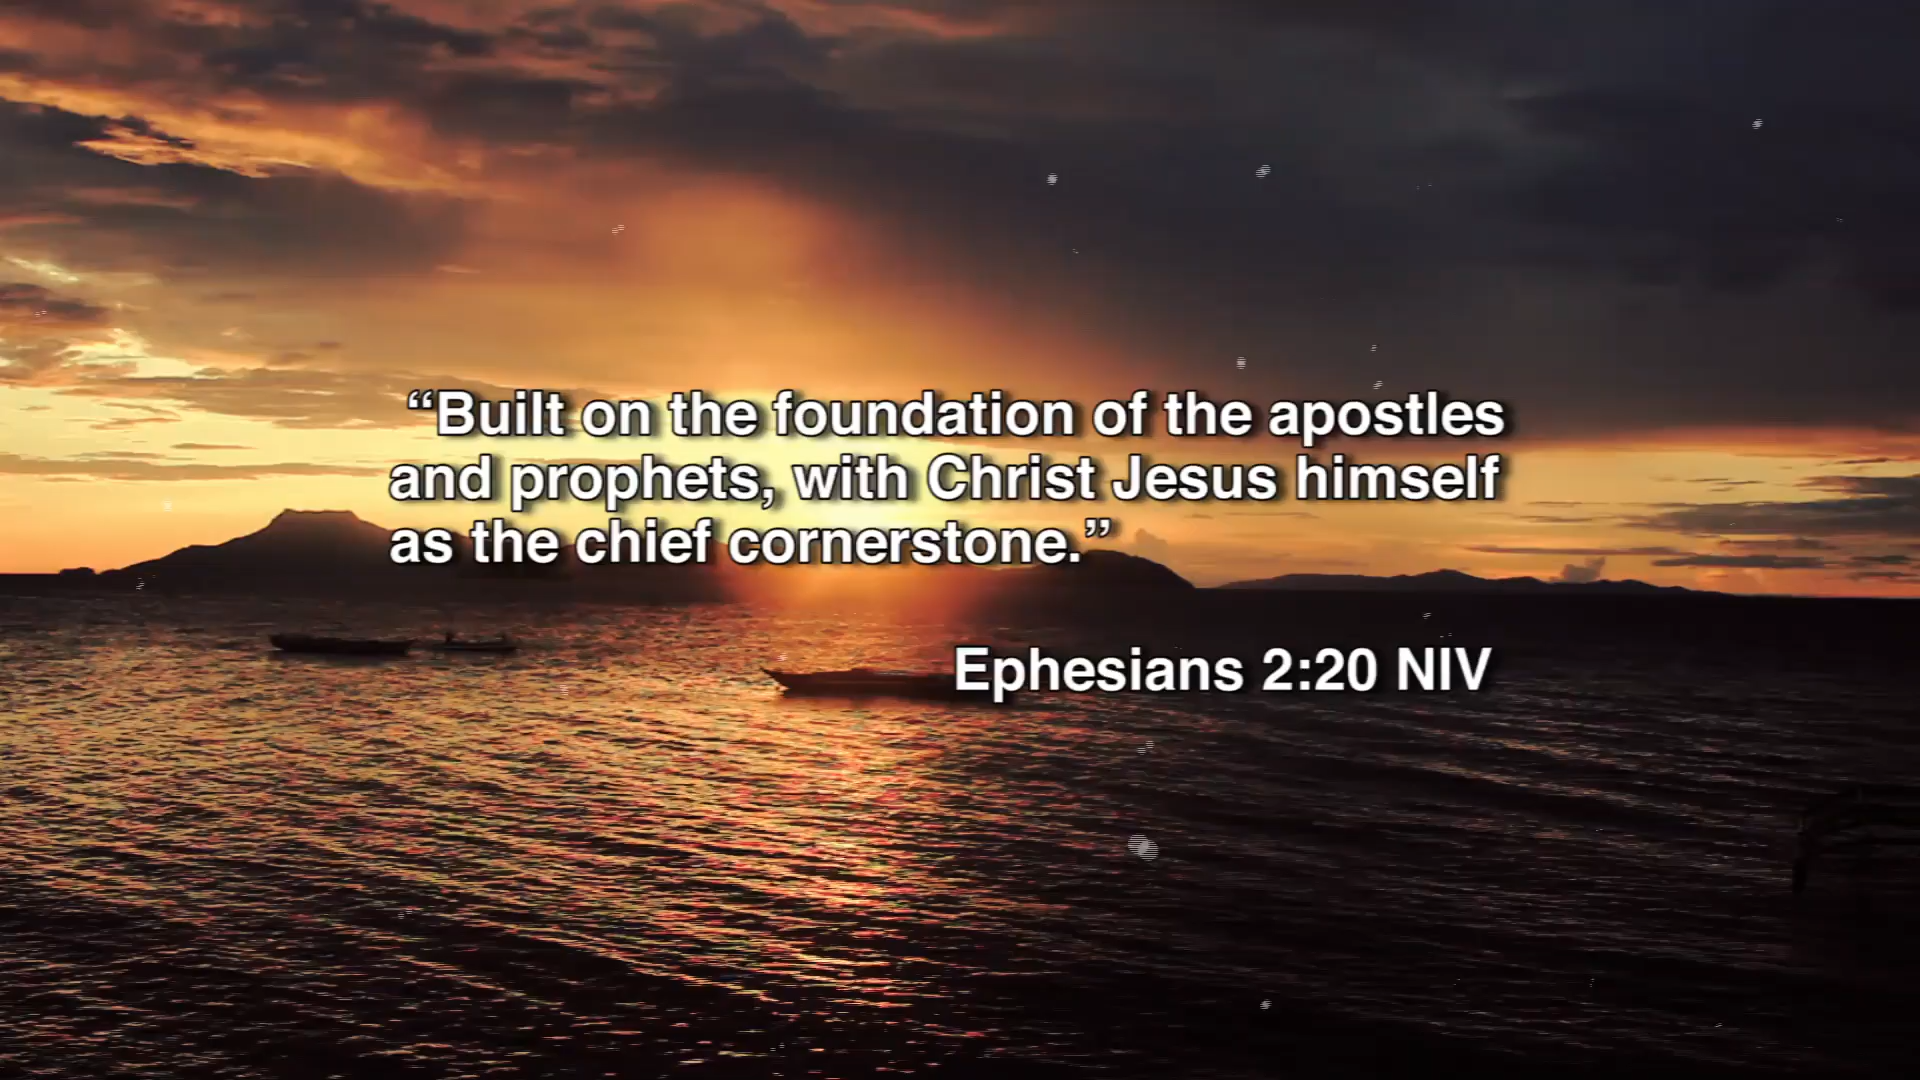 “Built on the foundation of the apostles
and prophets, with Christ Jesus himself
as the chief cornerstone.”
Ephesians 2:20 NIV